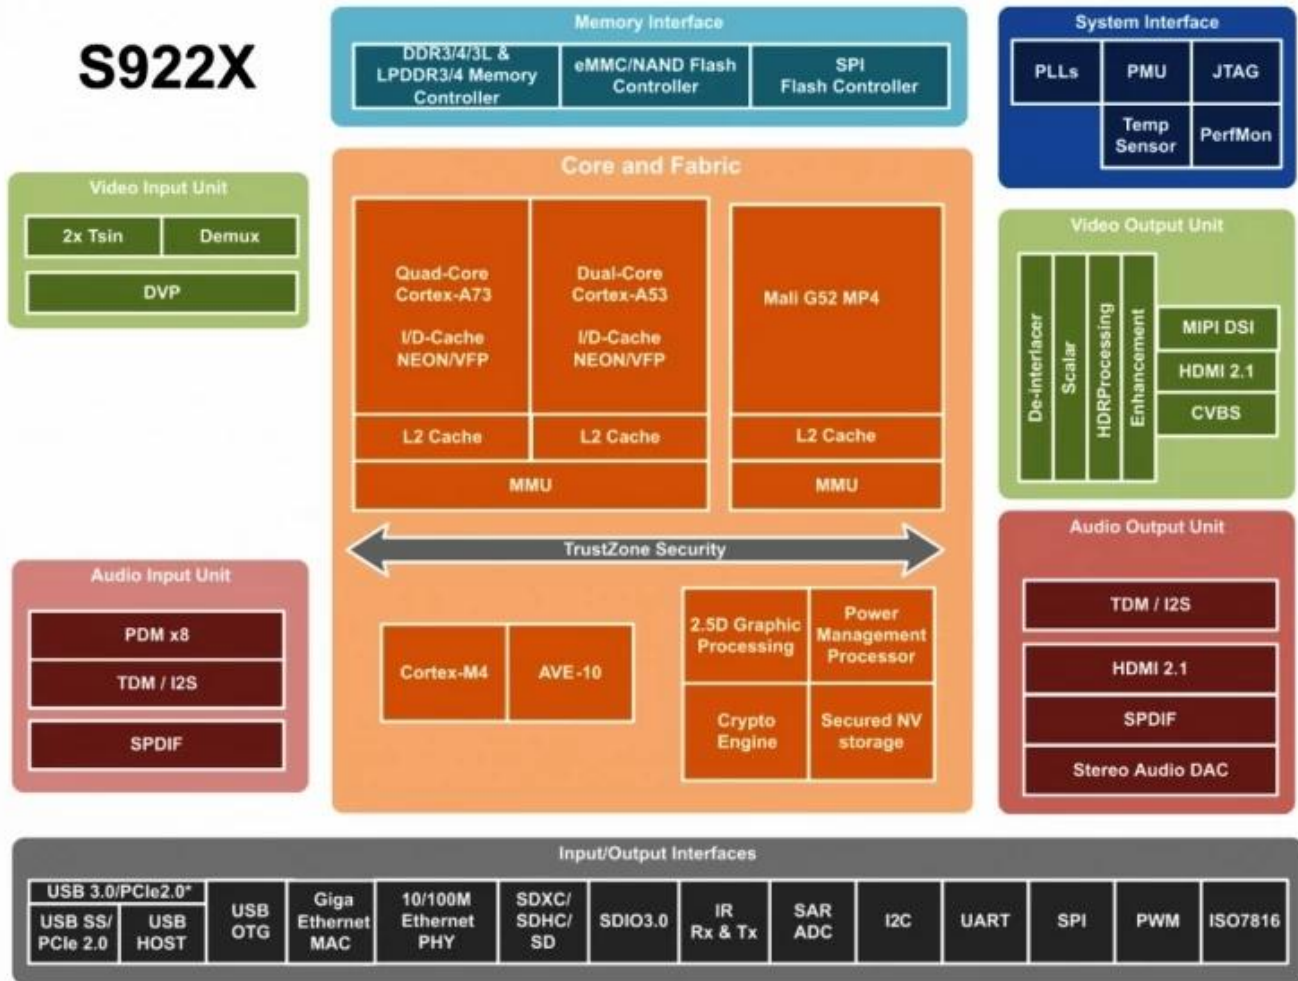 S922X
Memory Interface
DDR3/4/3L &
LPDDR3/4 Memory
Controller
eMMC/NAND Flash
Controller
SPI
Flash Controller
System Interface
PLLs
PMU
JTAG
Temp
Sensor
PerfMon
Video Input Unit
2x Tsin
Demux
DVP
Core and Fabric
Quad-Core
Cortex-A73
I/D-Cache
NEON/VFP
Dual-Core
Cortex-A53
I/D-Cache
NEON/VFP
Mali G52 MP4
L2 Cache
L2 Cache
L2 Cache
MMU
MMU
TrustZone Security
Cortex-M4
AVE-10
2.5D Graphic
Processing
Power
Management
Processor
Crypto
Engine
Secured NV
storage
Video Output Unit
De-interlacer
Scalar
HDRProcessing
Enhancement
MIPI DSI
HDMI 2.1
CVBS
Audio Input Unit
PDM x8
TDM / I2S
SPDIF
Audio Output Unit
TDM / I2S
HDMI 2.1
SPDIF
Stereo Audio DAC
Input/Output Interfaces
USB 3.0/PCIe2.0*
USB SS/
PCIe 2.0
USB
HOST
USB
OTG
Giga
Ethernet
MAC
10/100M
Ethernet
PHY
SDXC/
SDHC/
SD
SDIO3.0
IR
Rx & Tx
SAR
ADC
I2C
UART
SPI
PWM
ISO7816